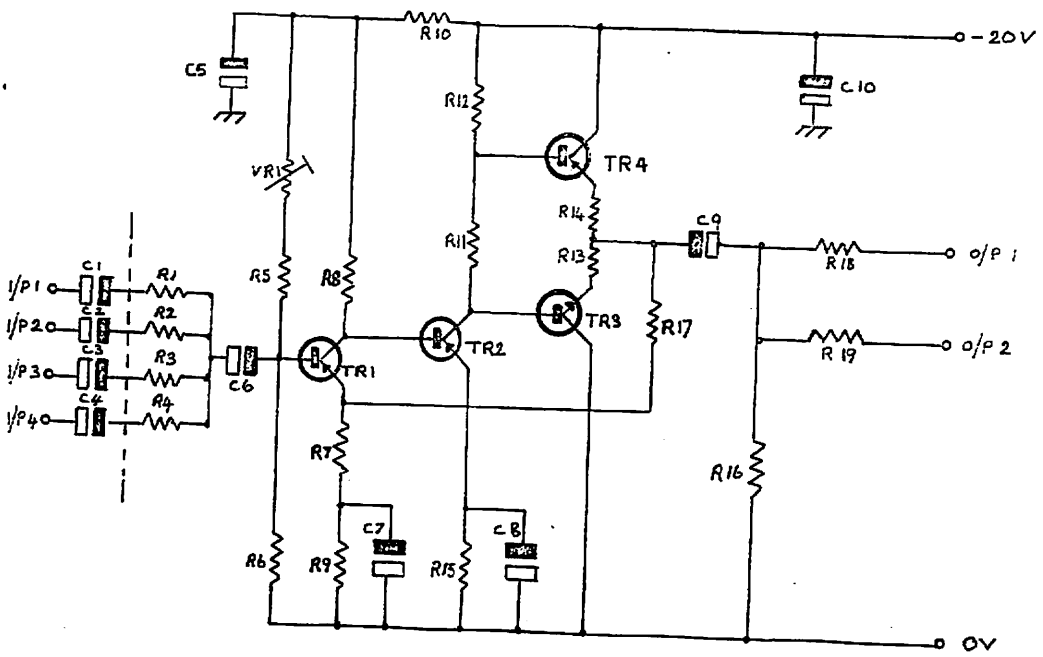 R10
-20V
C5
C10
R12
VR1
TR4
R14
C9
R11
R13
R18
O/P 1
R5
R8
C1
R1
I/P1
C2
R2
I/P2
TR3
R17
C3
R3
I/P3
TR2
R19
O/P 2
C6
TR1
C4
R4
I/P4
R7
R16
C7
C8
R6
R9
R15
0V